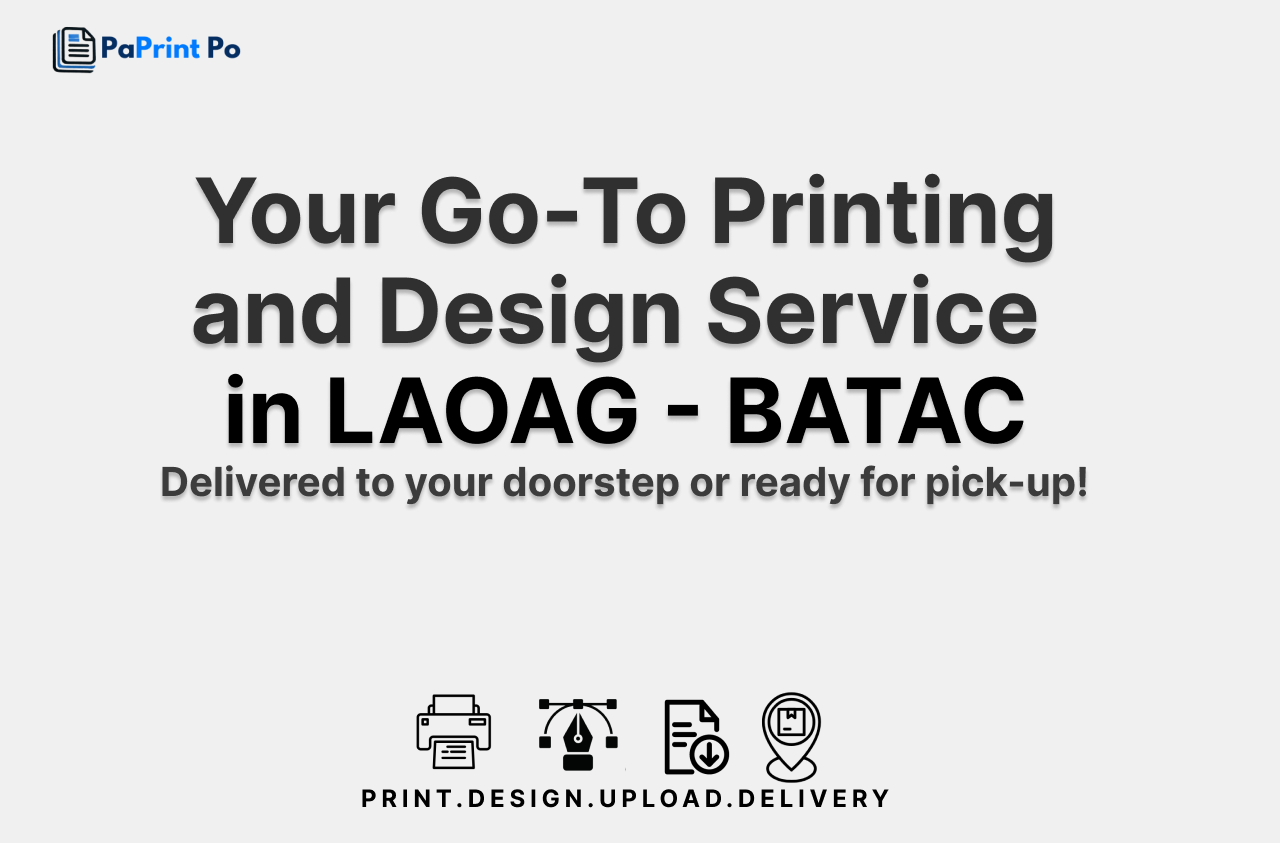 PaPrint Po
Your Go-To Printing
and Design Service
in LAOAG - BATAC
Delivered to your doorstep or ready for pick-up!
PRINT.DESIGN.UPLOAD.DELIVERY